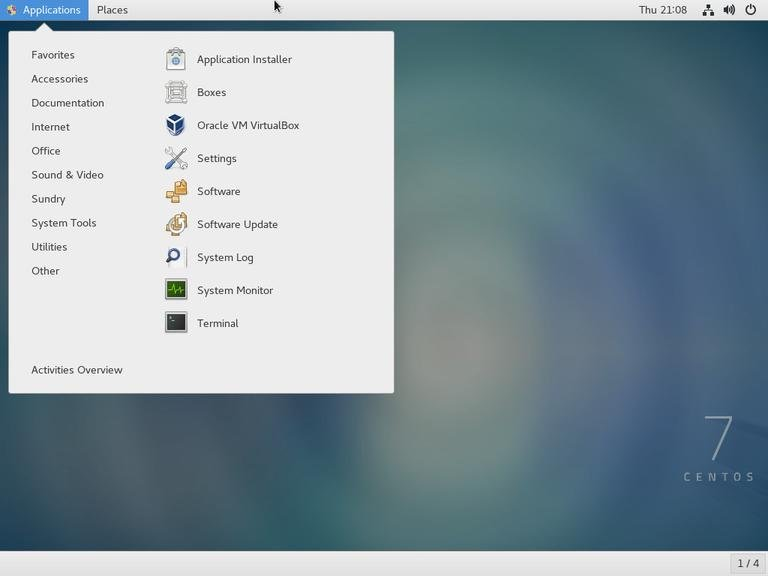 Applications Places Thu 21:08
Favorites
Accessories
Documentation
Internet
Office
Sound & Video
Sundry
System Tools
Utilities
Other
Activities Overview
Application Installer
Boxes
Oracle VM VirtualBox
Settings
Software
Software Update
System Log
System Monitor
Terminal
7
CENTOS
1 / 4